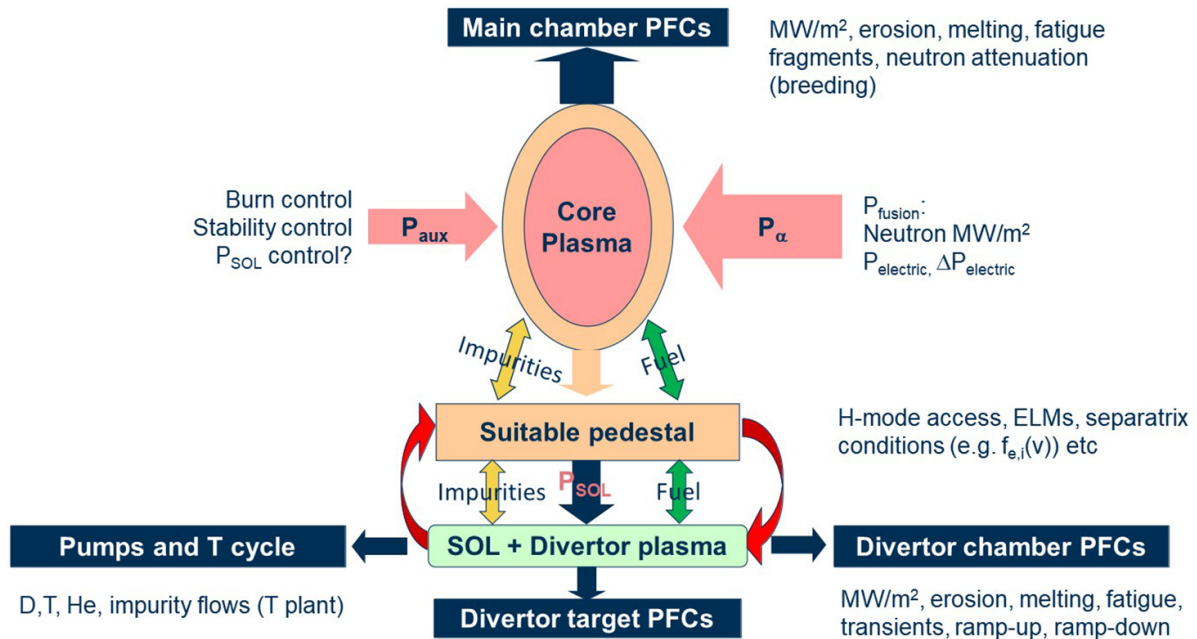 Main chamber PFCs
MW/m², erosion, melting, fatigue
fragments, neutron attenuation
(breeding)
Burn control
Stability control
P_SOL control?
P_aux
Core
Plasma
P_α
P_fusion:
Neutron MW/m²
P_electric, ΔP_electric
Impurities
Fuel
Suitable pedestal
H-mode access, ELMs, separatrix
conditions (e.g. f_e,i(v)) etc
Impurities
P_SOL
Fuel
Pumps and T cycle
SOL + Divertor plasma
Divertor chamber PFCs
D,T, He, impurity flows (T plant)
Divertor target PFCs
MW/m², erosion, melting, fatigue,
transients, ramp-up, ramp-down